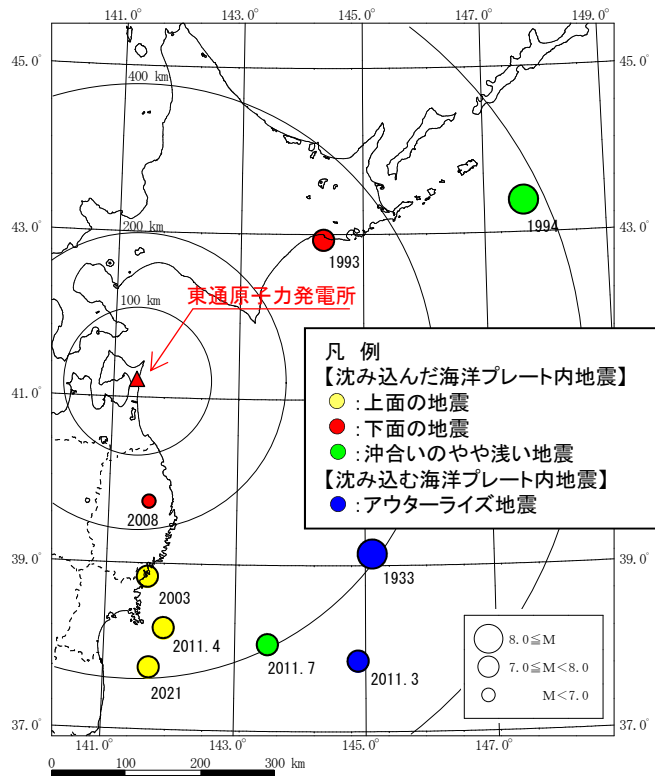 141.0° 143.0° 145.0° 147.0° 149.0°
45.0° 45.0°
400 km
43.0° 43.0°
1994
1993
200 km
東通原子力発電所
100 km
41.0°
凡 例
【沈み込んだ海洋プレート内地震】
:上面の地震
:下面の地震
:沖合いのやや浅い地震
【沈み込む海洋プレート内地震】
:アウターライズ地震
2008
39.0° 39.0°
1933
2003
2011.4
2011.7
2011.3
2021
8.0≦M
7.0≦M<8.0
M<7.0
37.0° 37.0°
141.0° 143.0° 145.0° 147.0°
0 100 200 300 km